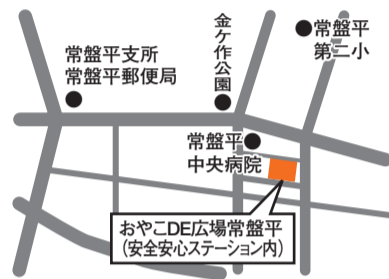 常盤平支所
常盤平郵便局
金ケ作公園
常盤平
第二小
常盤平
中央病院
おやこDE広場常盤平
(安全安心ステーション内)